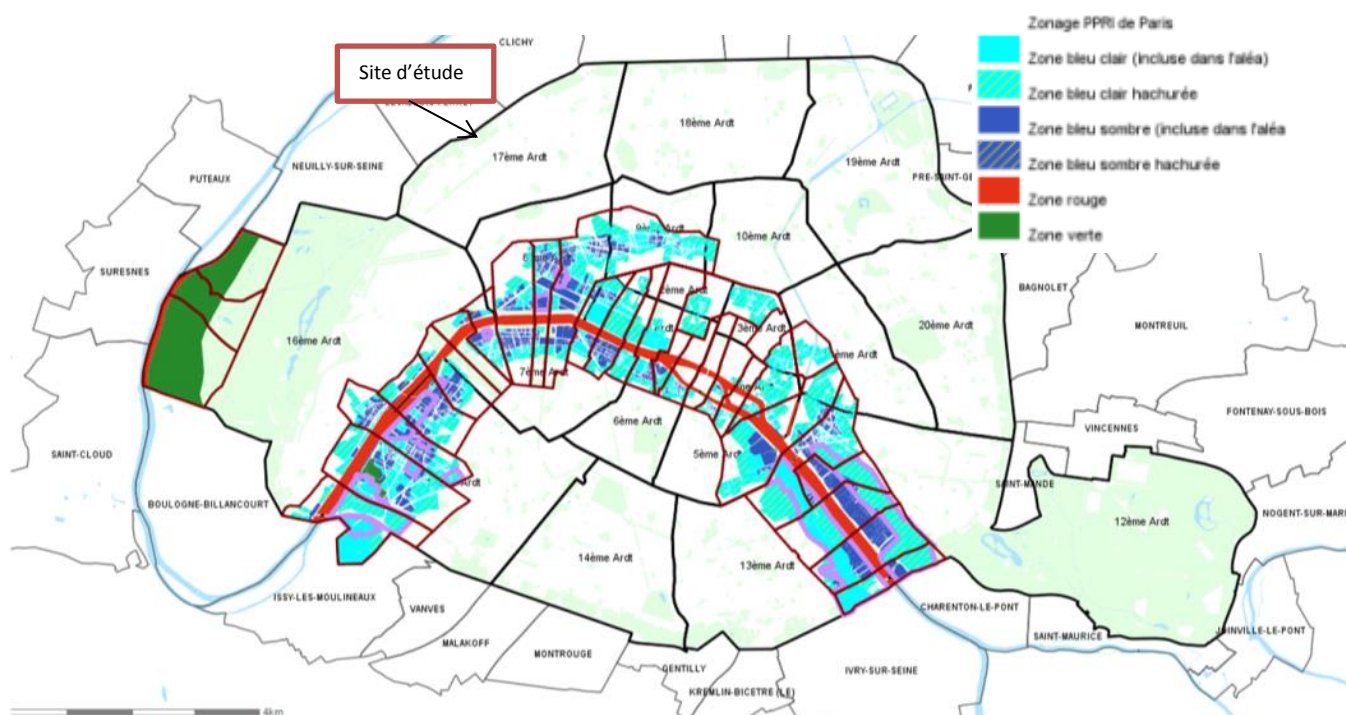 Zonage PPRI de Paris
Zone bleu clair (incluse dans l'aléa)
Zone bleu clair hachurée
Zone bleu sombre (incluse dans l'aléa
Zone bleu sombre hachurée
Zone rouge
Zone verte
CLICHY
Site d'étude
18ème Ardt
17ème Ardt
19ème Ardt
NEUILLY-SUR-SEINE
PUTEAUX
SURESNES
9ème Ardt
10ème Ardt
BAGNOLET
MONTREUIL
16ème Ardt
3ème Ardt
20ème Ardt
7ème Ardt
FONTENAY-SOUS-BOIS
6ème Ardt
VINCENNES
SAINT-CLOUD
5ème Ardt
SAINT-MANDE
BOULOGNE-BILLANCOURT
12ème Ardt
NOGENT-SUR-MARN
14ème Ardt
13ème Ardt
ISSY-LES-MOULINEAUX
VANVES
CHARENTON-LE-PONT
MALAKOFF
SAINT-MAURICE
JOINVILLE-LE-PONT
MONTROUGE
GENTILLY
IVRY-SUR-SEINE
KREMLIN-BICETRE (LE)
4km